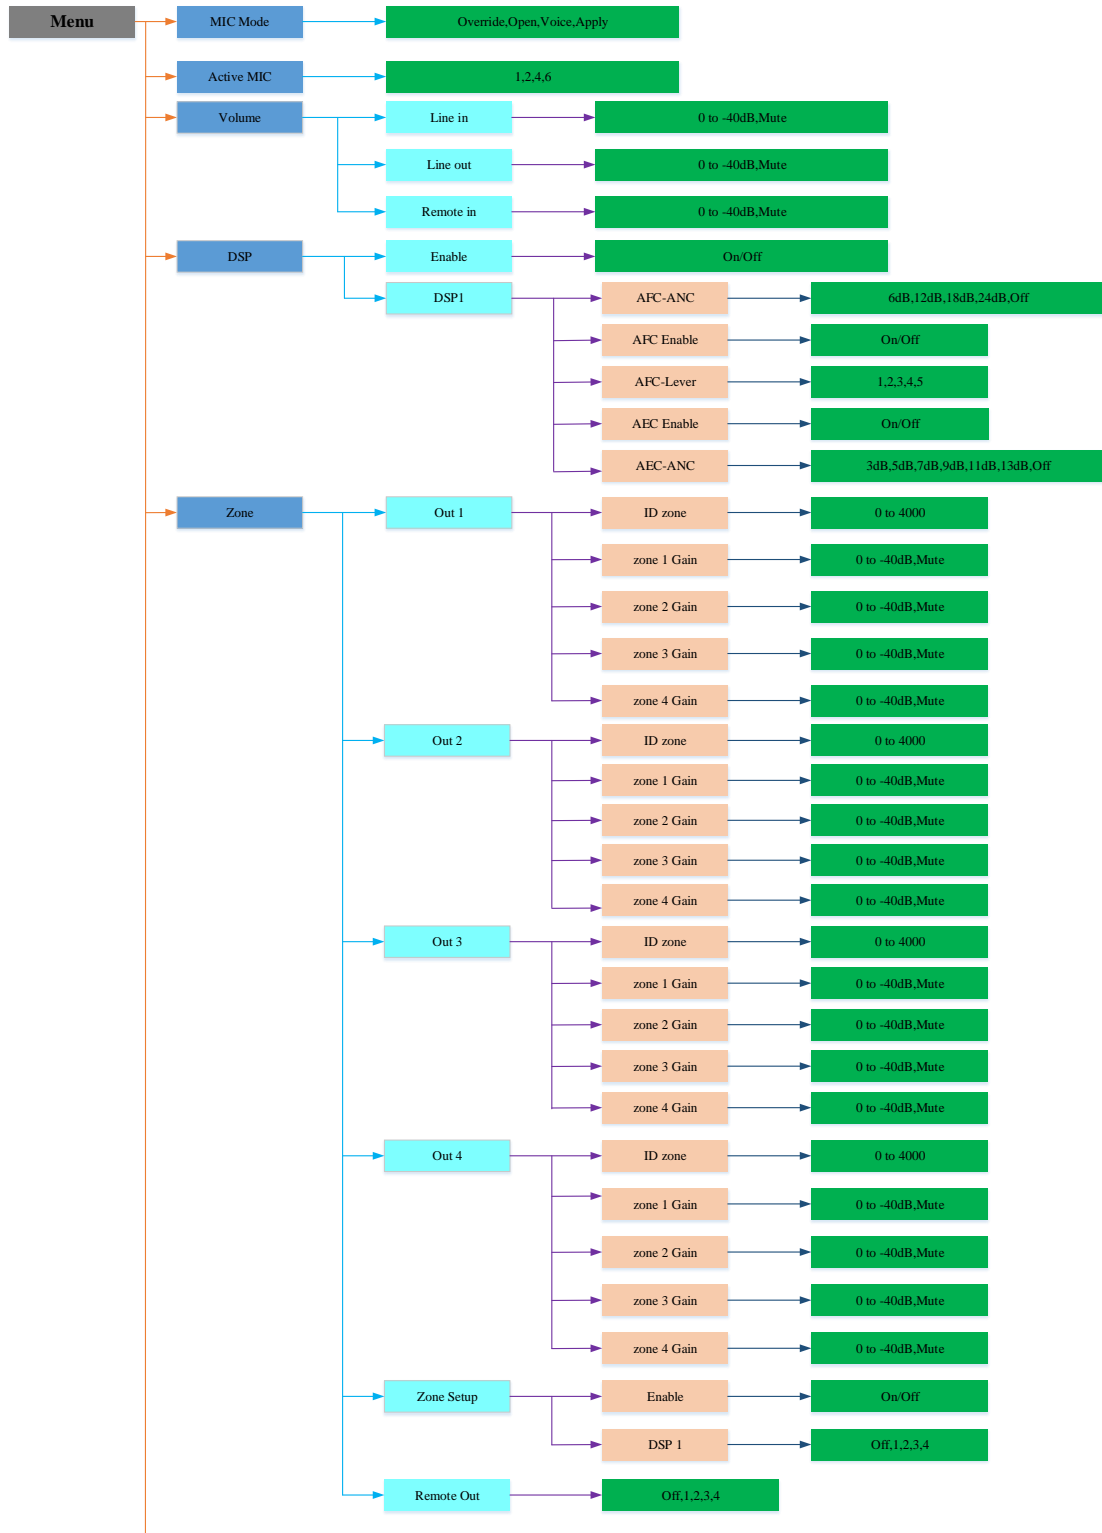 Menu
MIC Mode
Override,Open,Voice,Apply
Active MIC
1,2,4,6
Volume
Line in
0 to -40dB,Mute
Line out
0 to -40dB,Mute
Remote in
0 to -40dB,Mute
DSP
Enable
On/Off
DSP1
AFC-ANC
6dB,12dB,18dB,24dB,Off
AFC Enable
On/Off
AFC-Lever
1,2,3,4,5
AEC Enable
On/Off
AEC-ANC
3dB,5dB,7dB,9dB,11dB,13dB,Off
Zone
Out 1
ID zone
0 to 4000
zone 1 Gain
0 to -40dB,Mute
zone 2 Gain
0 to -40dB,Mute
zone 3 Gain
0 to -40dB,Mute
zone 4 Gain
0 to -40dB,Mute
Out 2
ID zone
0 to 4000
zone 1 Gain
0 to -40dB,Mute
zone 2 Gain
0 to -40dB,Mute
zone 3 Gain
0 to -40dB,Mute
zone 4 Gain
0 to -40dB,Mute
Out 3
ID zone
0 to 4000
zone 1 Gain
0 to -40dB,Mute
zone 2 Gain
0 to -40dB,Mute
zone 3 Gain
0 to -40dB,Mute
zone 4 Gain
0 to -40dB,Mute
Out 4
ID zone
0 to 4000
zone 1 Gain
0 to -40dB,Mute
zone 2 Gain
0 to -40dB,Mute
zone 3 Gain
0 to -40dB,Mute
zone 4 Gain
0 to -40dB,Mute
Zone Setup
Enable
On/Off
DSP 1
Off,1,2,3,4
Remote Out
Off,1,2,3,4